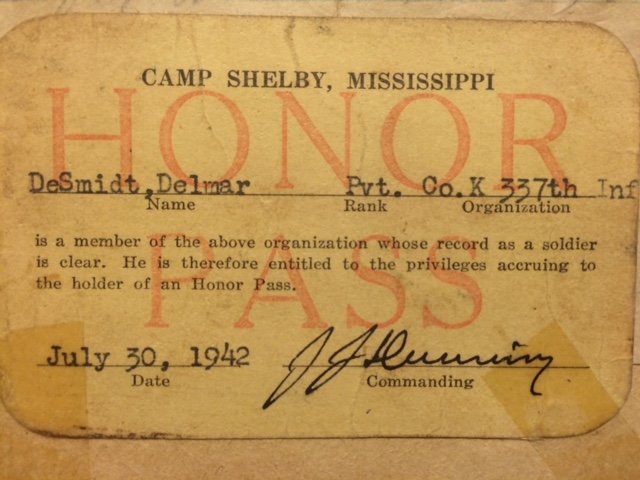 CAMP SHELBY, MISSISSIPPI
HONOR
DeSmidt,Delmar Pvt. Co.K 337th Inf
Name Rank Organization
is a member of the above organization whose record as a soldier
is clear. He is therefore entitled to the privileges accruing to
the holder of an Honor Pass.
PASS
July 30, 1942
Date Commanding